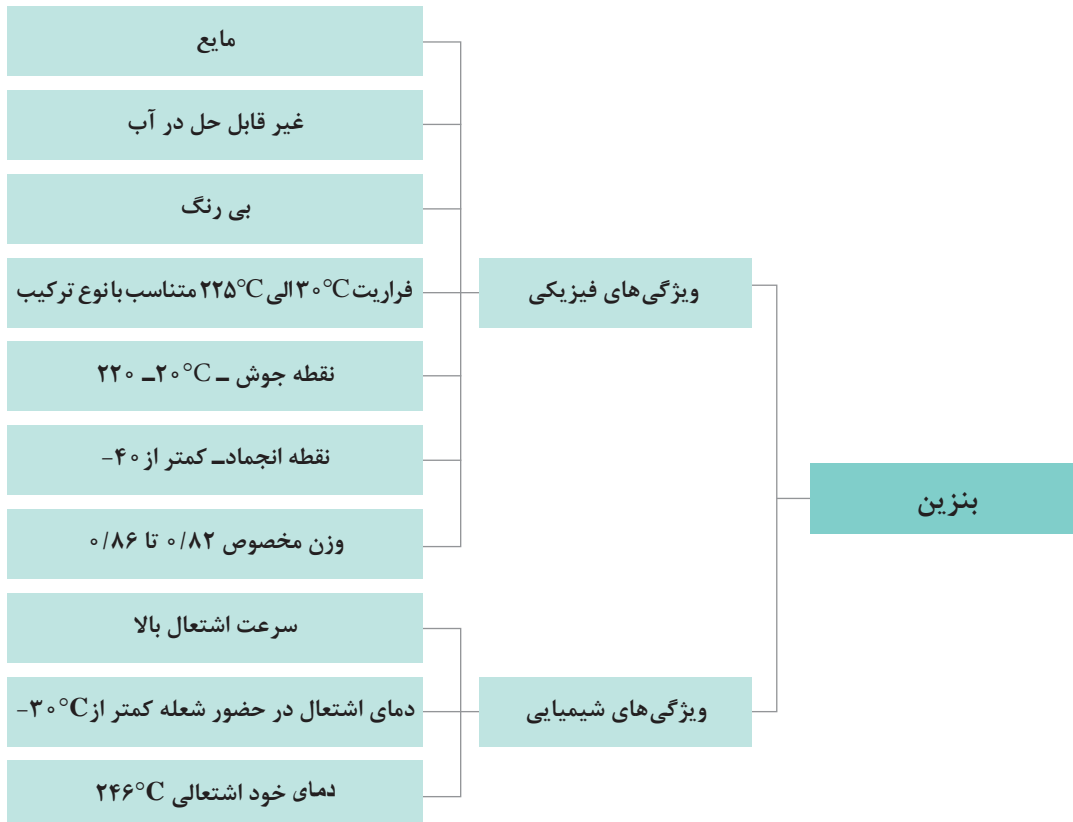 بنزین
ویژگی‌های فیزیکی
مایع
غیر قابل حل در آب
بی رنگ
فراریت ۳۰°C الی ۲۲۵°C متناسب با نوع ترکیب
نقطه جوش ـ ۲۰°C ـ ۲۲۰
نقطه انجماد ـ کمتر از ۴۰-
وزن مخصوص ۰/۸۲ تا ۰/۸۶
ویژگی‌های شیمیایی
سرعت اشتعال بالا
دمای اشتعال در حضور شعله کمتر از ۳۰°C-
دمای خود اشتعالی ۲۴۶°C